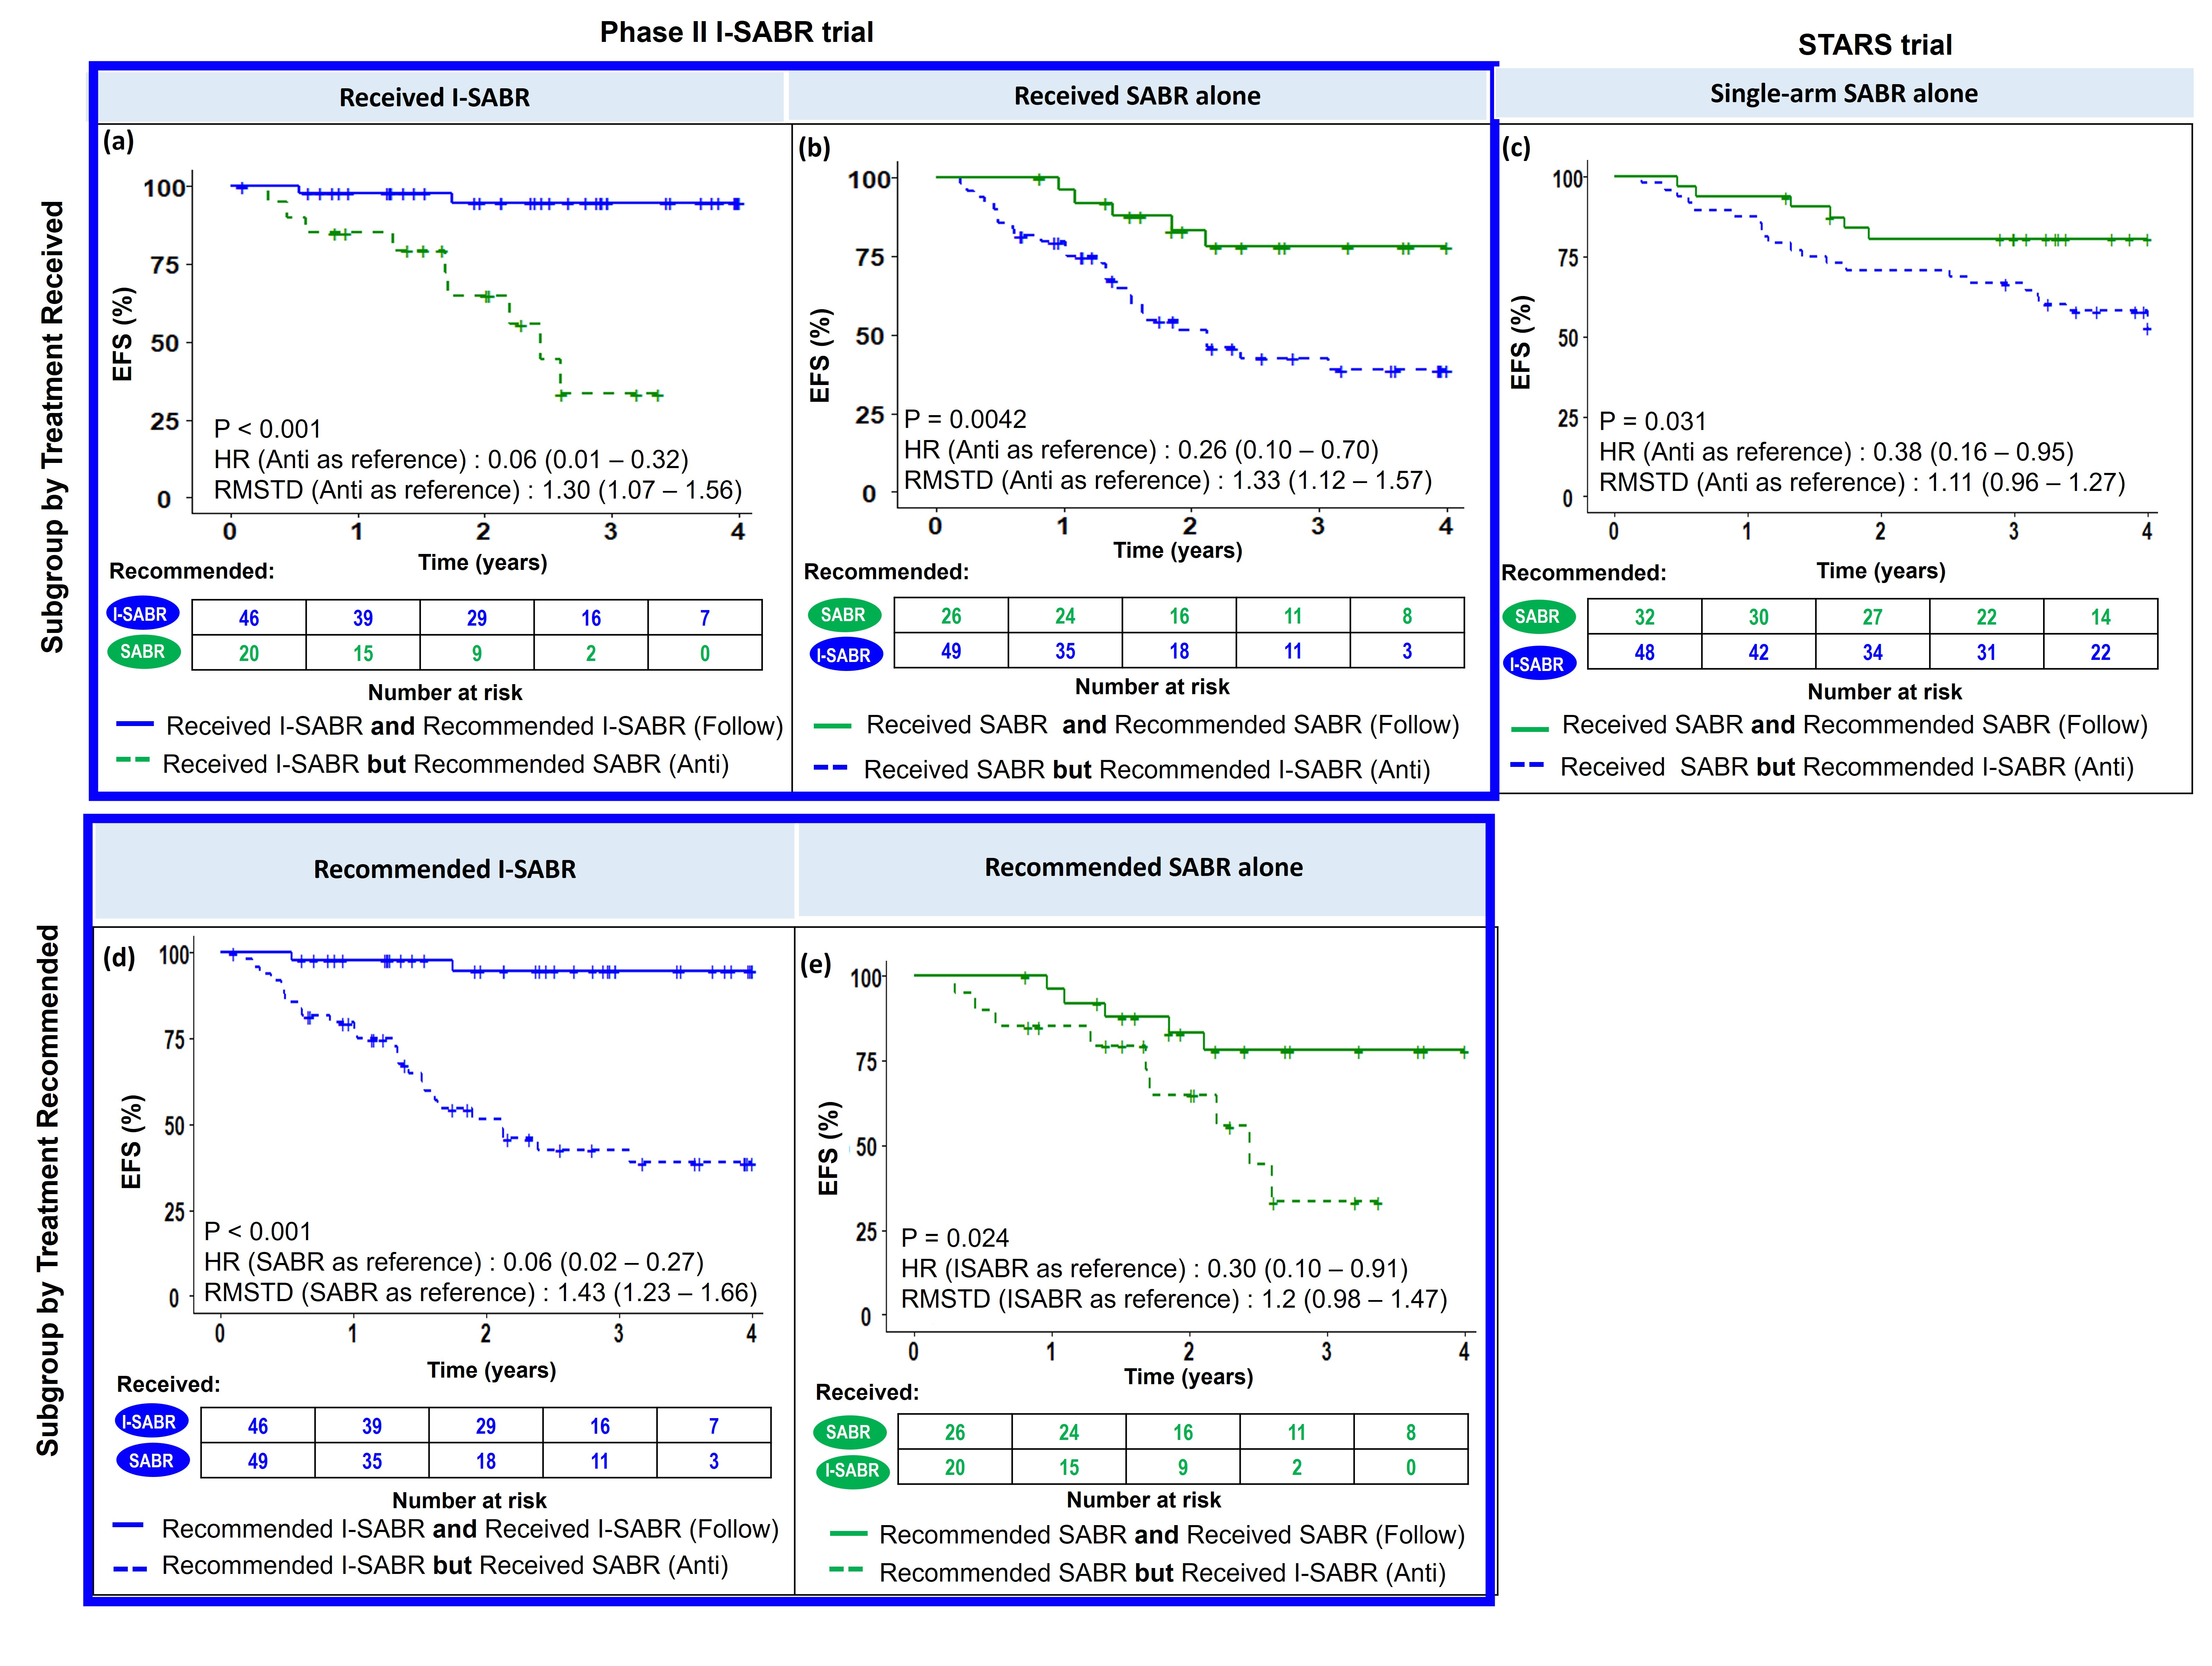 Phase II I-SABR trial
STARS trial
Received I-SABR
Received SABR alone
Single-arm SABR alone
Subgroup by Treatment Received
(a)
EFS (%)
100
75
50
25
0
P < 0.001
HR (Anti as reference) : 0.06 (0.01 – 0.32)
RMSTD (Anti as reference) : 1.30 (1.07 – 1.56)
0 1 2 3 4
Time (years)
Recommended:
I-SABR 46 39 29 16 7
SABR 20 15 9 2 0
Number at risk
Received I-SABR and Recommended I-SABR (Follow)
Received I-SABR but Recommended SABR (Anti)
(b)
EFS (%)
100
75
50
25
0
P = 0.0042
HR (Anti as reference) : 0.26 (0.10 – 0.70)
RMSTD (Anti as reference) : 1.33 (1.12 – 1.57)
0 1 2 3 4
Time (years)
Recommended:
SABR 26 24 16 11 8
I-SABR 49 35 18 11 3
Number at risk
Received SABR and Recommended SABR (Follow)
Received SABR but Recommended I-SABR (Anti)
(c)
EFS (%)
100
75
50
25
0
P = 0.031
HR (Anti as reference) : 0.38 (0.16 – 0.95)
RMSTD (Anti as reference) : 1.11 (0.96 – 1.27)
0 1 2 3 4
Recommended:
Time (years)
SABR 32 30 27 22 14
I-SABR 48 42 34 31 22
Number at risk
Received SABR and Recommended SABR (Follow)
Received SABR but Recommended I-SABR (Anti)
Subgroup by Treatment Recommended
Recommended I-SABR
Recommended SABR alone
(d)
EFS (%)
100
75
50
25
0
P < 0.001
HR (SABR as reference) : 0.06 (0.02 – 0.27)
RMSTD (SABR as reference) : 1.43 (1.23 – 1.66)
0 1 2 3 4
Time (years)
Received:
I-SABR 46 39 29 16 7
SABR 49 35 18 11 3
Number at risk
Recommended I-SABR and Received I-SABR (Follow)
Recommended I-SABR but Received SABR (Anti)
(e)
EFS (%)
100
75
50
25
0
P = 0.024
HR (ISABR as reference) : 0.30 (0.10 – 0.91)
RMSTD (ISABR as reference) : 1.2 (0.98 – 1.47)
0 1 2 3 4
Time (years)
Received:
SABR 26 24 16 11 8
I-SABR 20 15 9 2 0
Number at risk
Recommended SABR and Received SABR (Follow)
Recommended SABR but Received I-SABR (Anti)